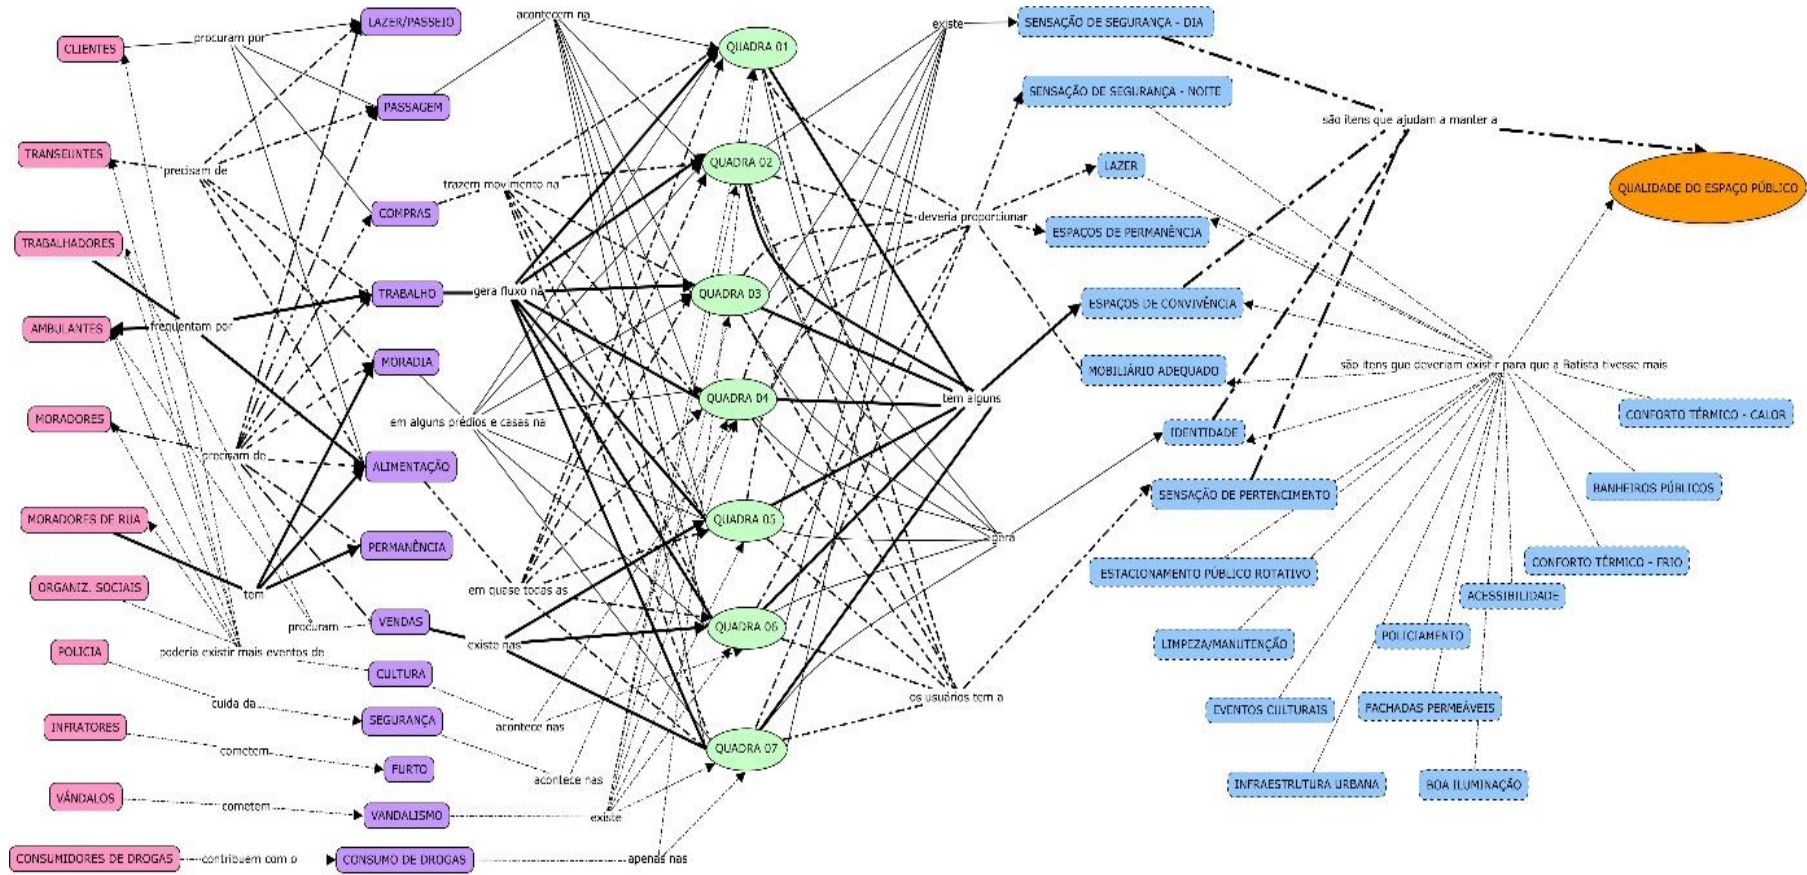 CLIENTES
TRANSEUNTES
TRABALHADORES
AMBULANTES
MORADORES
MORADORES DE RUA
ORGANIZ. SOCIAIS
POLICIA
INFRATORES
VÂNDALOS
CONSUMIDORES DE DROGAS
procuram por
precisam de
frequentam por
precisam de
tem
procuram
poderia existir mais eventos de
cuida da
cometem
cometem
contribuem com o
LAZER/PASSEIO
PASSAGEM
COMPRAS
TRABALHO
MORADIA
ALIMENTAÇÃO
PERMANÊNCIA
VENDAS
CULTURA
SEGURANÇA
FURTO
VANDALISMO
CONSUMO DE DROGAS
acontecem na
trazem movimento na
gera fluxo na
em alguns prédios e casas na
em quase todas as
existe nas
acontece nas
acontece nas
existe
apenas nas
QUADRA 01
QUADRA 02
QUADRA 03
QUADRA 04
QUADRA 05
QUADRA 06
QUADRA 07
existe
deveria proporcionar
tem alguns
gera
os usuários tem a
SENSAÇÃO DE SEGURANÇA - DIA
SENSAÇÃO DE SEGURANÇA - NOITE
LAZER
ESPAÇOS DE PERMANÊNCIA
ESPAÇOS DE CONVIVÊNCIA
MOBILIÁRIO ADEQUADO
IDENTIDADE
SENSAÇÃO DE PERTENCIMENTO
ESTACIONAMENTO PÚBLICO ROTATIVO
LIMPEZA/MANUTENÇÃO
EVENTOS CULTURAIS
INFRAESTRUTURA URBANA
BOA ILUMINAÇÃO
FACHADAS PERMEÁVEIS
POLICIAMENTO
ACESSIBILIDADE
CONFORTO TÉRMICO - FRIO
BANHEIROS PÚBLICOS
CONFORTO TÉRMICO - CALOR
são itens que ajudam a manter a
são itens que deveriam existir para que a Batista tivesse mais
QUALIDADE DO ESPAÇO PÚBLICO